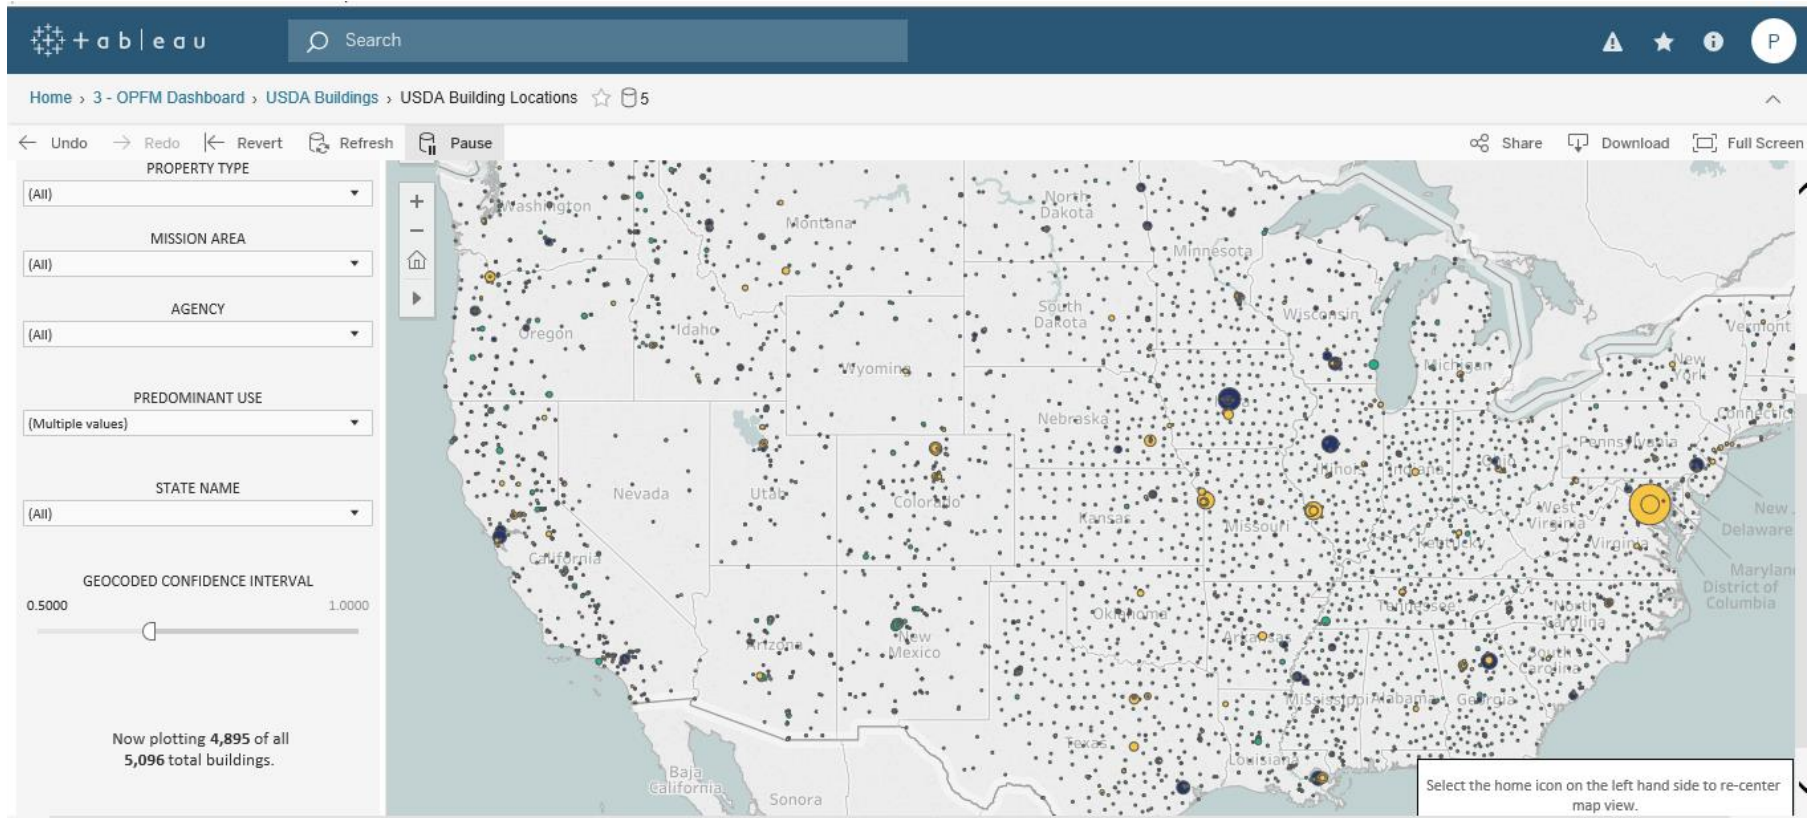 tableau
Search
P
Home › 3 - OPFM Dashboard › USDA Buildings › USDA Building Locations 5
Undo Redo Revert Refresh Pause Share Download Full Screen
PROPERTY TYPE
(All)
MISSION AREA
(All)
AGENCY
(All)
PREDOMINANT USE
(Multiple values)
STATE NAME
(All)
GEOCODED CONFIDENCE INTERVAL
0.5000 1.0000
Now plotting 4,895 of all
5,096 total buildings.
Washington
Montana
North
Dakota
Minnesota
Oregon
Idaho
South
Dakota
Wisconsin
Vermont
Wyoming
Michigan
New
York
Nebraska
Connectic
Pennsylvania
Nevada
Utah
Colorado
Illinois
Indiana
Ohio
Kansas
Missouri
West
Virginia
New
Delaware
California
Kentucky
Virginia
Marylan
District of
Columbia
Oklahoma
Tennessee
North
Carolina
Arizona
New
Mexico
Arkansas
South
Carolina
Mississippi
Alabama
Georgia
Texas
Louisiana
Baja
California
Sonora
Select the home icon on the left hand side to re-center
map view.